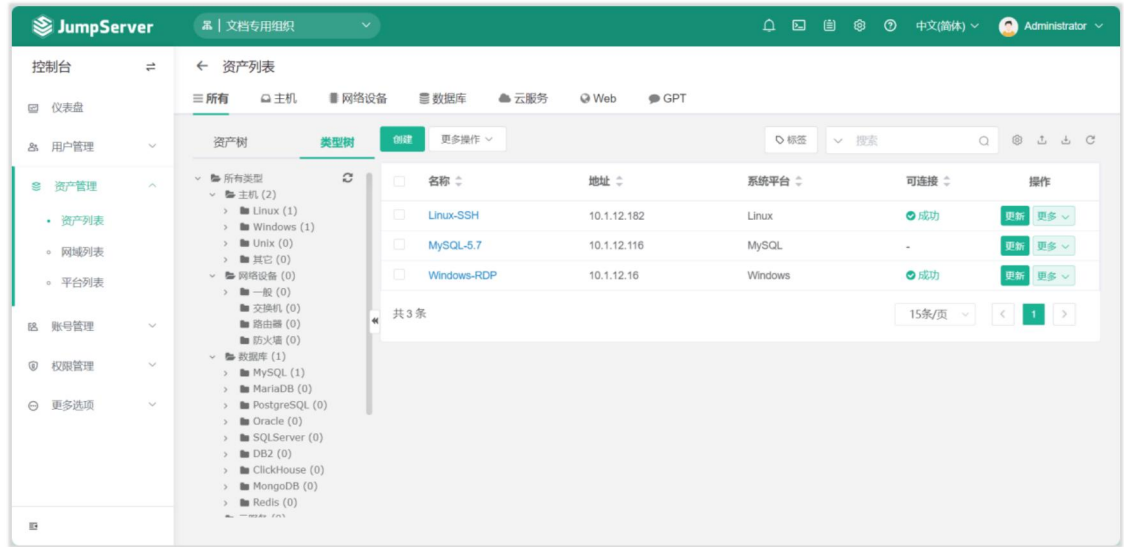 JumpServer
文档专用组织
中文(简体)
Administrator
控制台
资产列表
所有
主机
网络设备
数据库
云服务
Web
GPT
仪表盘
用户管理
资产管理
资产列表
网域列表
平台列表
账号管理
权限管理
更多选项
资产树
类型树
所有类型
主机 (2)
Linux (1)
Windows (1)
Unix (0)
其它 (0)
网络设备 (0)
一般 (0)
交换机 (0)
路由器 (0)
防火墙 (0)
数据库 (1)
MySQL (1)
MariaDB (0)
PostgreSQL (0)
Oracle (0)
SQLServer (0)
DB2 (0)
ClickHouse (0)
MongoDB (0)
Redis (0)
创建
更多操作
标签
搜索
名称 地址 系统平台 可连接 操作
Linux-SSH 10.1.12.182 Linux 成功 更新 更多
MySQL-5.7 10.1.12.116 MySQL - 更新 更多
Windows-RDP 10.1.12.16 Windows 成功 更新 更多
共 3 条
15条/页
1